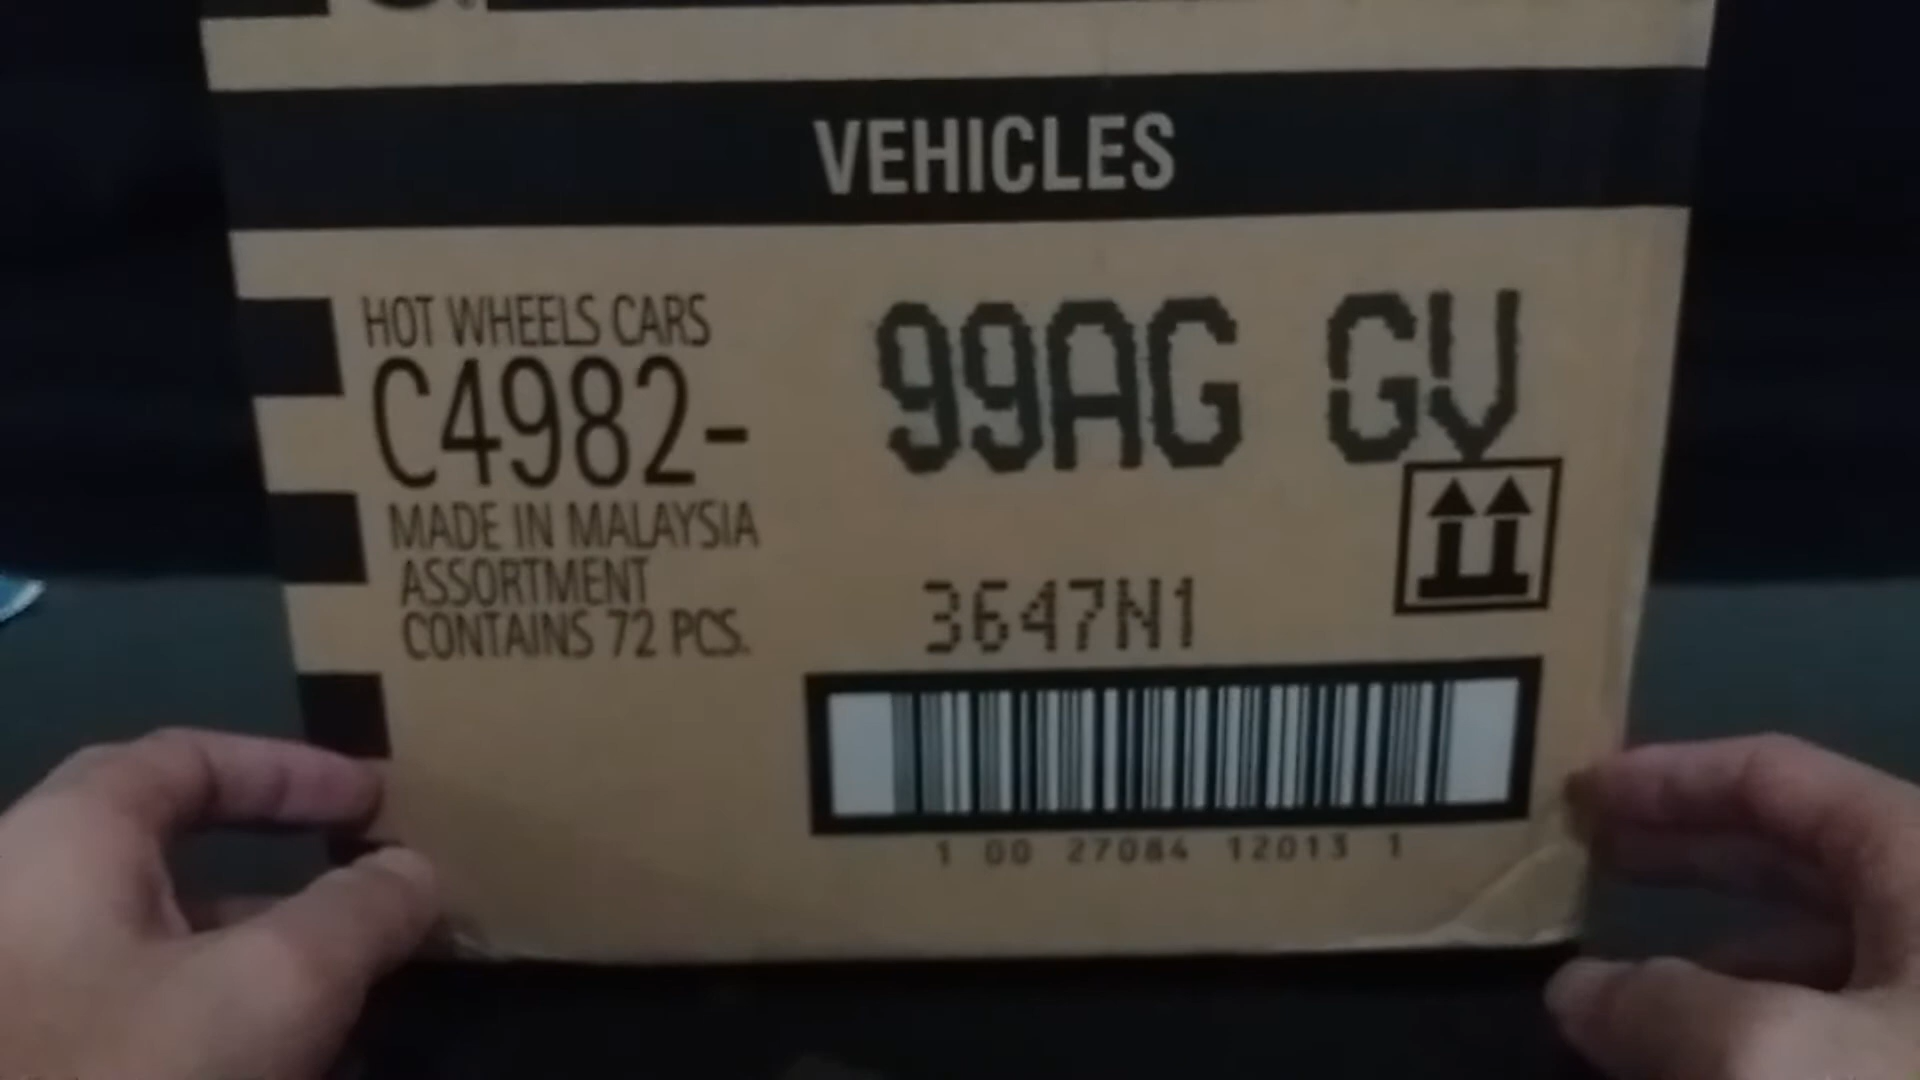 VEHICLES
HOT WHEELS CARS
C4982-
99AG GV
MADE IN MALAYSIA
ASSORTMENT
CONTAINS 72 PCS.
3647N1
1 00 27084 12013 1